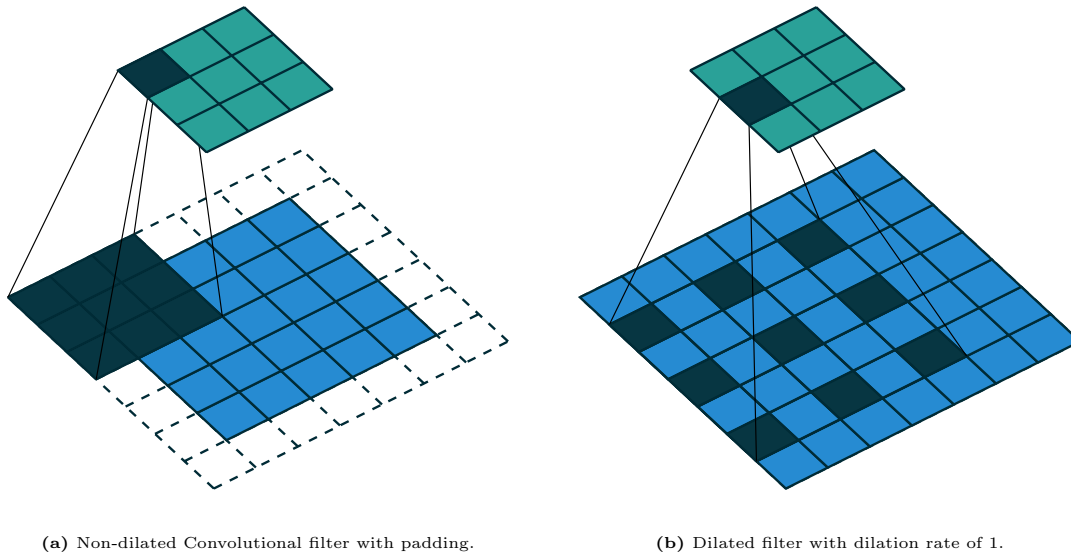 (a) Non-dilated Convolutional filter with padding.
(b) Dilated filter with dilation rate of 1.